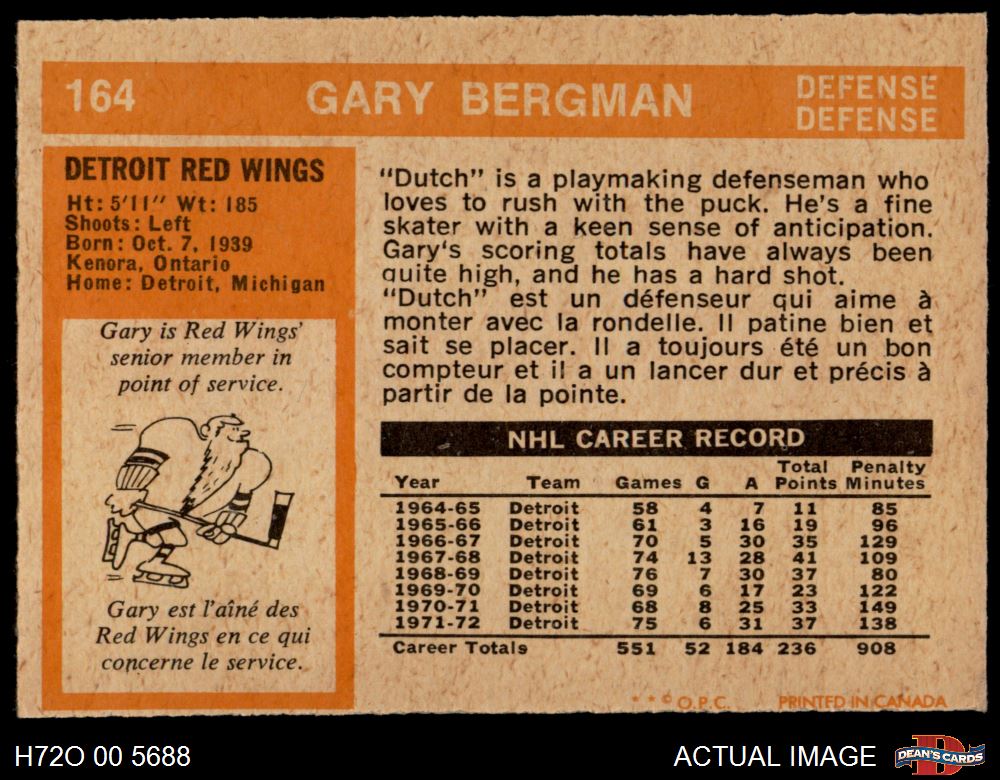 164 GARY BERGMAN DEFENSE
DEFENSE
DETROIT RED WINGS
Ht: 5'11" Wt: 185
Shoots: Left
Born: Oct. 7, 1939
Kenora, Ontario
Home: Detroit, Michigan
Gary is Red Wings'
senior member in
point of service.
Gary est l'aîné des
Red Wings en ce qui
concerne le service.
"Dutch" is a playmaking defenseman who
loves to rush with the puck. He's a fine
skater with a keen sense of anticipation.
Gary's scoring totals have always been
quite high, and he has a hard shot.
"Dutch" est un défenseur qui aime à
monter avec la rondelle. Il patine bien et
sait se placer. Il a toujours été un bon
compteur et il a un lancer dur et précis à
partir de la pointe.
NHL CAREER RECORD
Total Penalty
Year Team Games G A Points Minutes
1964-65 Detroit 58 4 7 11 85
1965-66 Detroit 61 3 16 19 96
1966-67 Detroit 70 5 30 35 129
1967-68 Detroit 74 13 28 41 109
1968-69 Detroit 76 7 30 37 80
1969-70 Detroit 69 6 17 23 122
1970-71 Detroit 68 8 25 33 149
1971-72 Detroit 75 6 31 37 138
Career Totals 551 52 184 236 908
* * © O.P.C. PRINTED IN CANADA
H72O 00 5688 ACTUAL IMAGE DEAN'S CARDS